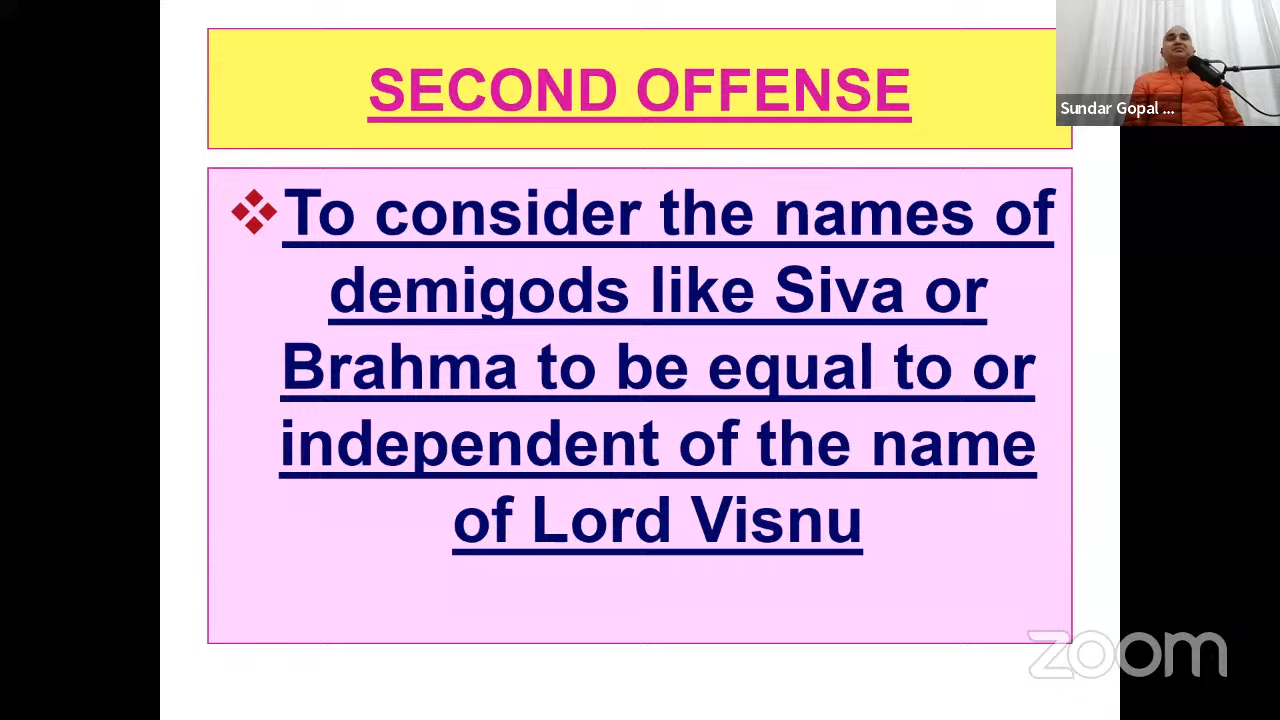 SECOND OFFENSE
Sundar Gopal ...
❖To consider the names of
demigods like Siva or
Brahma to be equal to or
independent of the name
of Lord Visnu
zoom